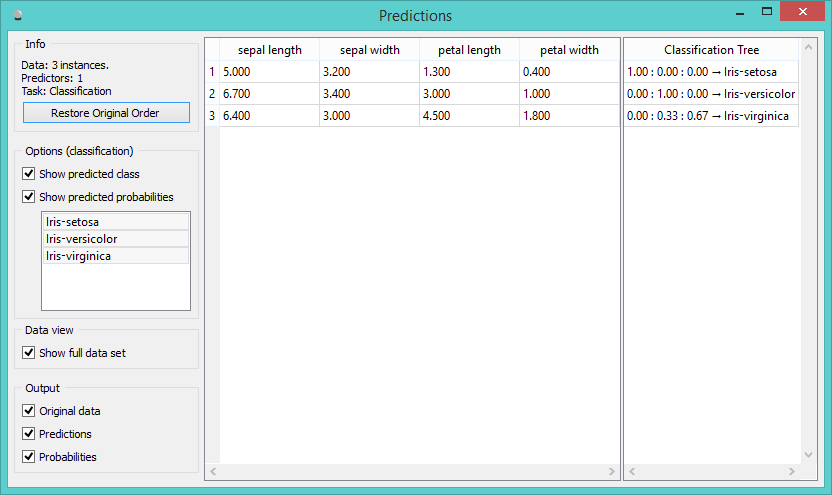 Predictions
Info
Data: 3 instances.
Predictors: 1
Task: Classification
Restore Original Order
Options (classification)
Show predicted class
Show predicted probabilities
Iris-setosa
Iris-versicolor
Iris-virginica
Data view
Show full data set
Output
Original data
Predictions
Probabilities
sepal length sepal width petal length petal width Classification Tree
1 5.000 3.200 1.300 0.400 1.00 : 0.00 : 0.00 → Iris-setosa
2 6.700 3.400 3.000 1.000 0.00 : 1.00 : 0.00 → Iris-versicolor
3 6.400 3.000 4.500 1.800 0.00 : 0.33 : 0.67 → Iris-virginica